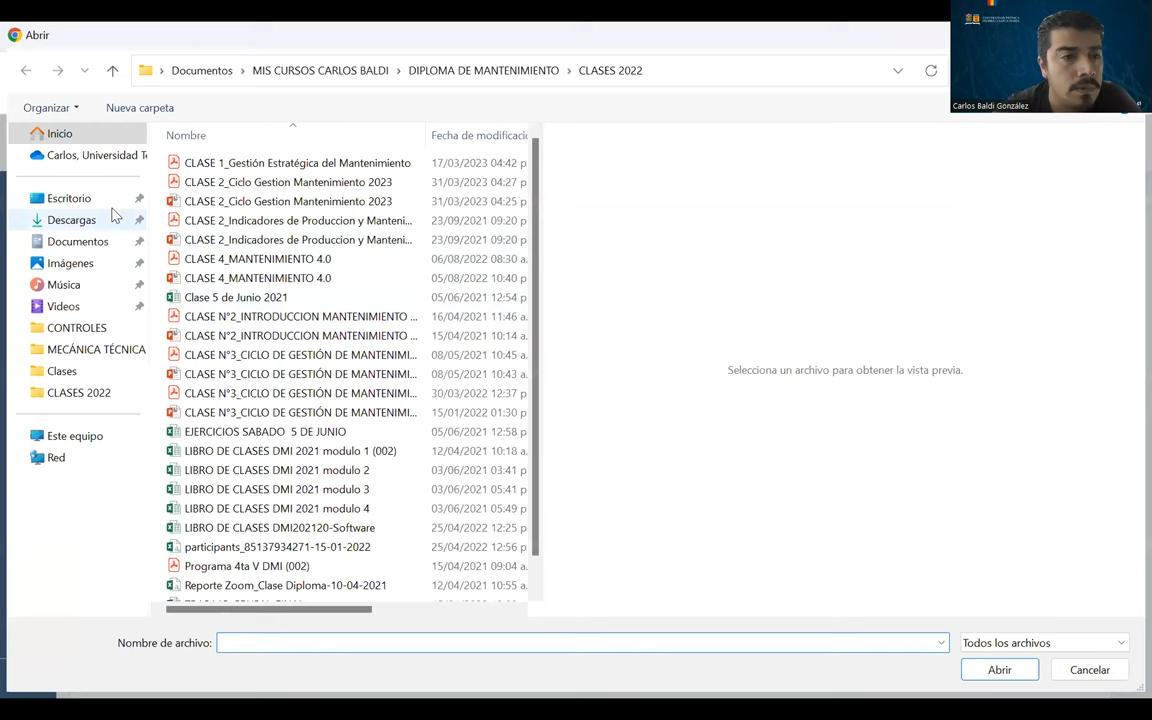 Abrir
Documentos > MIS CURSOS CARLOS BALDI > DIPLOMA DE MANTENIMIENTO > CLASES 2022
Carlos Baldi González
Organizar
Nueva carpeta
Inicio
Carlos, Universidad Te
Escritorio
Descargas
Documentos
Imágenes
Música
Videos
CONTROLES
MECÁNICA TÉCNICA
Clases
CLASES 2022
Este equipo
Red
Nombre Fecha de modificació
CLASE 1_Gestión Estratégica del Mantenimiento 17/03/2023 04:42 p
CLASE 2_Ciclo Gestion Mantenimiento 2023 31/03/2023 04:27 p
CLASE 2_Ciclo Gestion Mantenimiento 2023 31/03/2023 04:25 p
CLASE 2_Indicadores de Produccion y Manteni... 23/09/2021 09:20 p
CLASE 2_Indicadores de Produccion y Manteni... 23/09/2021 09:20 p
CLASE 4_MANTENIMIENTO 4.0 06/08/2022 08:30 a.
CLASE 4_MANTENIMIENTO 4.0 05/08/2022 10:40 p
Clase 5 de Junio 2021 05/06/2021 12:54 p
CLASE N°2_INTRODUCCION MANTENIMIENTO ... 16/04/2021 11:46 a.
CLASE N°2_INTRODUCCION MANTENIMIENTO ... 15/04/2021 10:14 a.
CLASE N°3_CICLO DE GESTIÓN DE MANTENIMI... 08/05/2021 10:45 a.
CLASE N°3_CICLO DE GESTIÓN DE MANTENIMI... 08/05/2021 10:43 a.
CLASE N°3_CICLO DE GESTIÓN DE MANTENIMI... 30/03/2022 12:37 p
CLASE N°3_CICLO DE GESTIÓN DE MANTENIMI... 15/01/2022 01:30 p
EJERCICIOS SABADO 5 DE JUNIO 05/06/2021 12:58 p
LIBRO DE CLASES DMI 2021 modulo 1 (002) 12/04/2021 10:18 a.
LIBRO DE CLASES DMI 2021 modulo 2 03/06/2021 03:41 p
LIBRO DE CLASES DMI 2021 modulo 3 03/06/2021 05:41 p
LIBRO DE CLASES DMI 2021 modulo 4 03/06/2021 05:49 p
LIBRO DE CLASES DMI202120-Software 25/04/2022 12:25 p
participants_85137934271-15-01-2022 25/04/2022 12:56 p
Programa 4ta V DMI (002) 15/04/2021 09:04 a.
Reporte Zoom_Clase Diploma-10-04-2021 12/04/2021 10:55 a.
Selecciona un archivo para obtener la vista previa.
Nombre de archivo:
Todos los archivos
Abrir
Cancelar